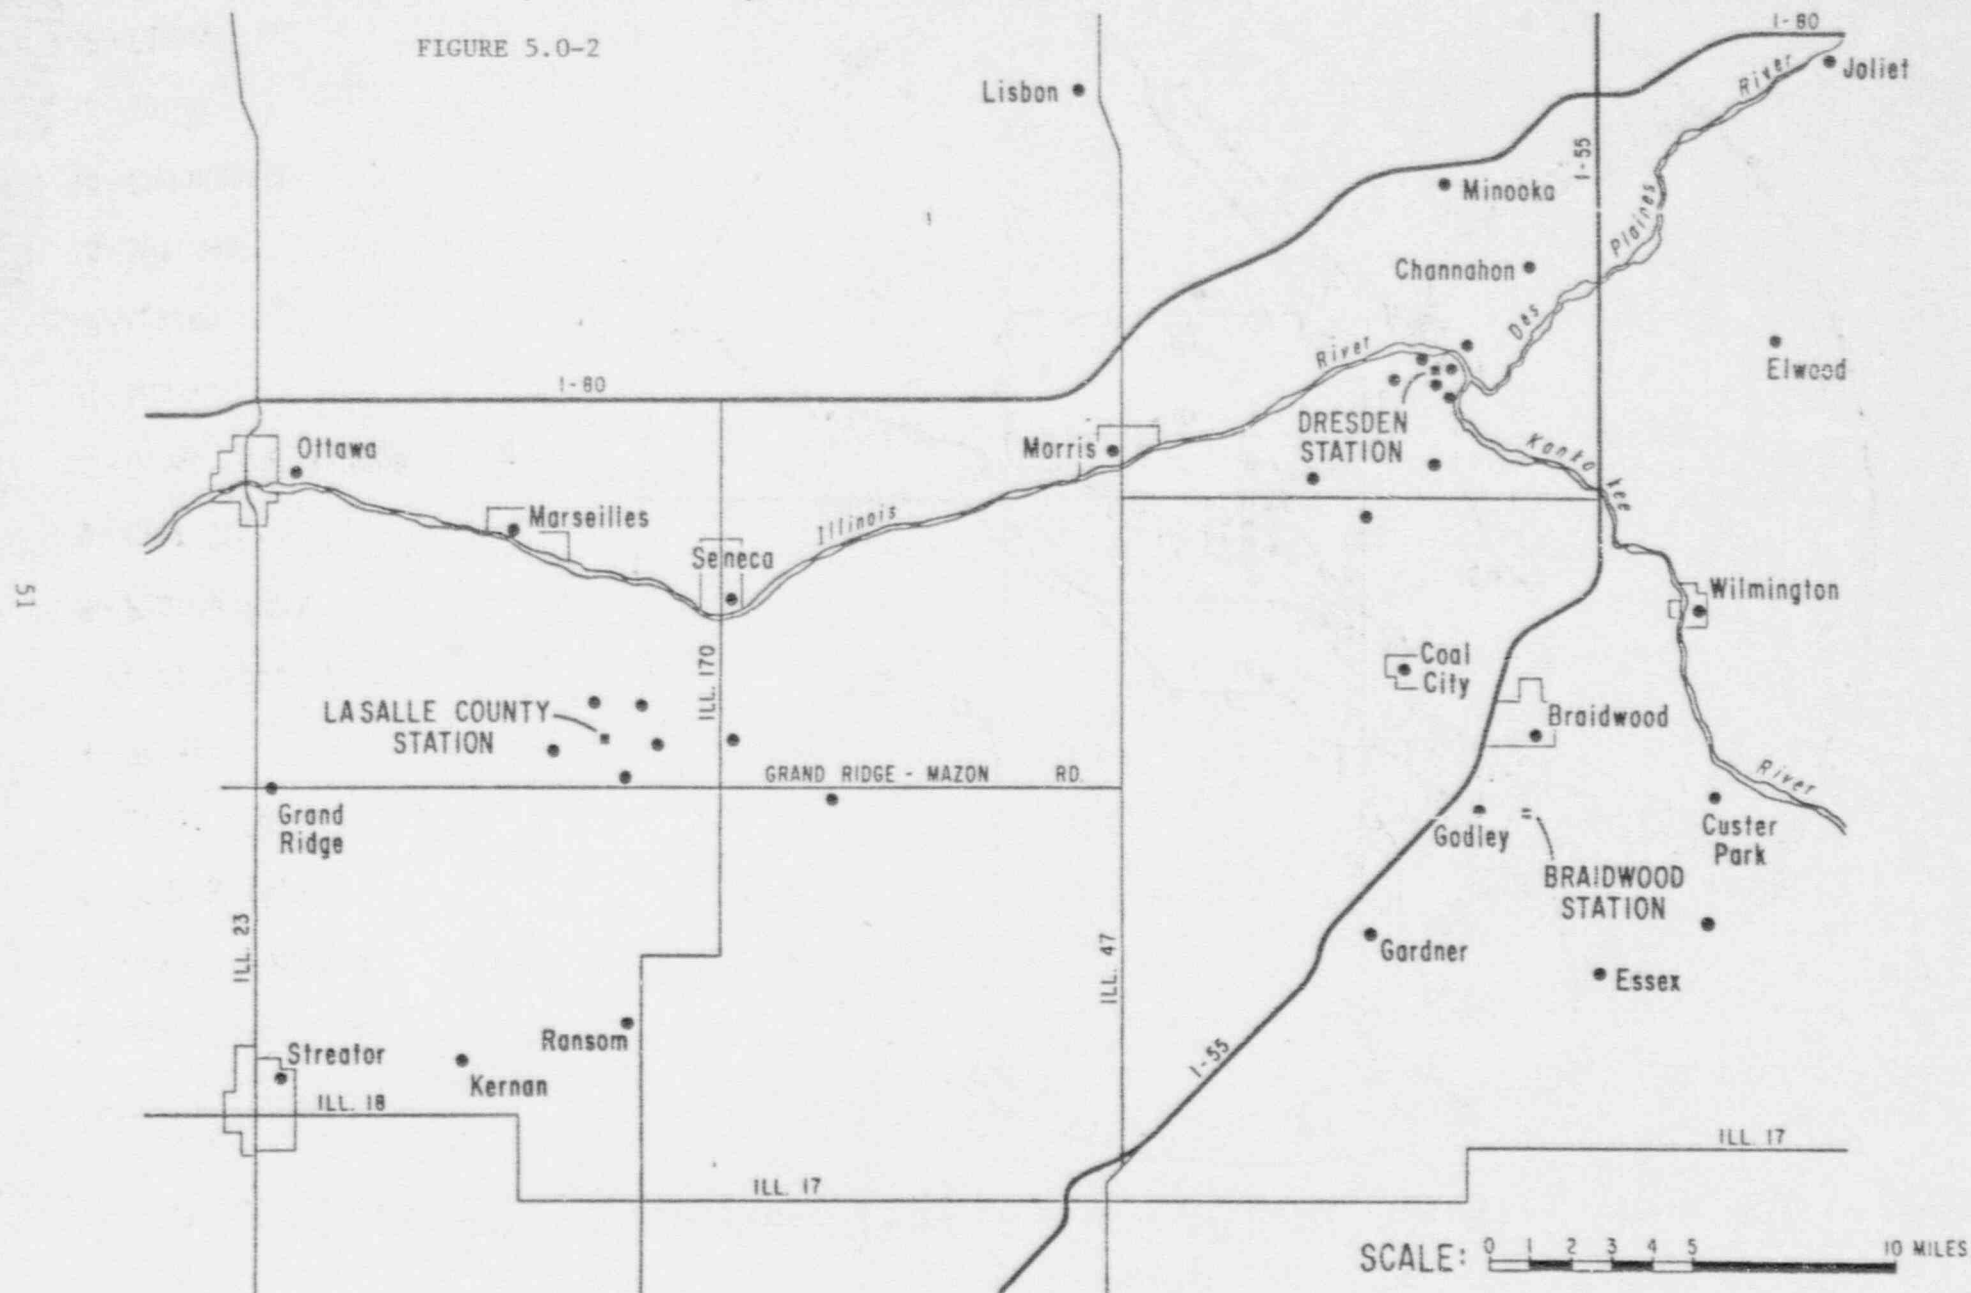 FIGURE 5.0-2
I-80
Joliet
River
Lisbon
I-55
Minooka
Plaines
Channahon
Des
River
Elwood
I-80
DRESDEN
STATION
Morris
Ottawa
Kanka
kee
Marseilles
Illinois
Seneca
51
Wilmington
Coal
City
ILL. 170
LASALLE COUNTY
STATION
Braidwood
GRAND RIDGE - MAZON RD.
River
Grand
Ridge
Godley
Custer
Park
BRAIDWOOD
STATION
ILL. 23
ILL. 47
Gardner
Essex
Ransom
Streator
Kernan
I-55
ILL. 18
ILL. 17
ILL. 17
SCALE: 0 1 2 3 4 5 10 MILES